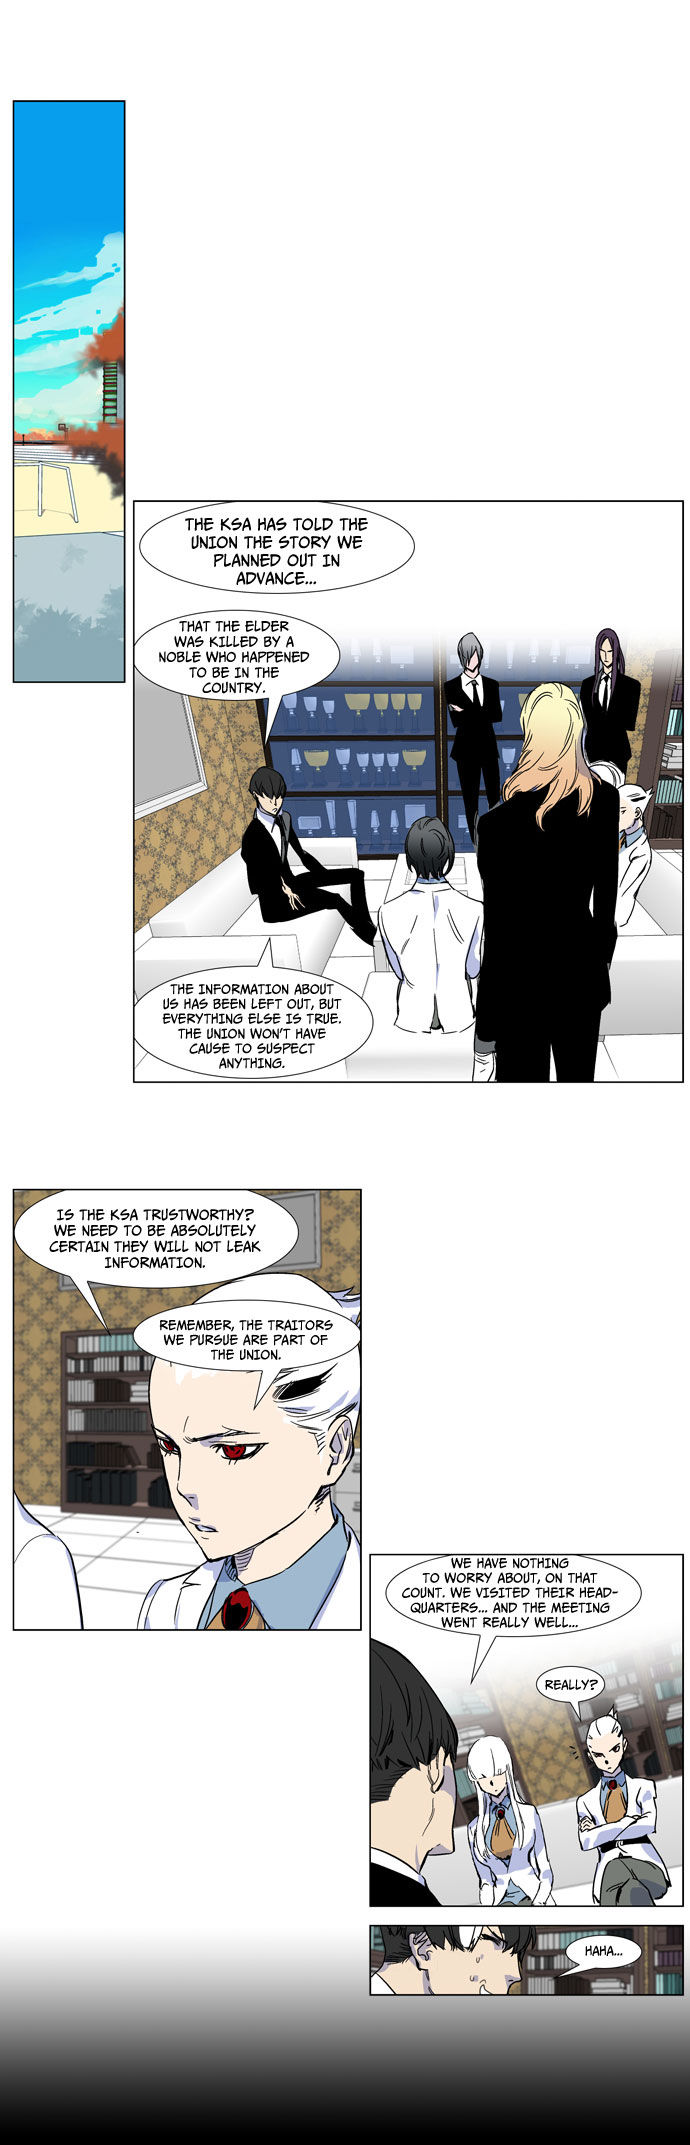 THE KSA HAS TOLD THE
UNION THE STORY WE
PLANNED OUT IN
ADVANCE...
THAT THE ELDER
WAS KILLED BY A
NOBLE WHO HAPPENED
TO BE IN THE
COUNTRY.
THE INFORMATION ABOUT
US HAS BEEN LEFT OUT, BUT
EVERYTHING ELSE IS TRUE.
THE UNION WON'T HAVE
CAUSE TO SUSPECT
ANYTHING.
IS THE KSA TRUSTWORTHY?
WE NEED TO BE ABSOLUTELY
CERTAIN THEY WILL NOT LEAK
INFORMATION.
REMEMBER, THE TRAITORS
WE PURSUE ARE PART OF
THE UNION.
WE HAVE NOTHING
TO WORRY ABOUT, ON THAT
COUNT. WE VISITED THEIR HEAD-
QUARTERS... AND THE MEETING
WENT REALLY WELL...
REALLY?
HAHA...